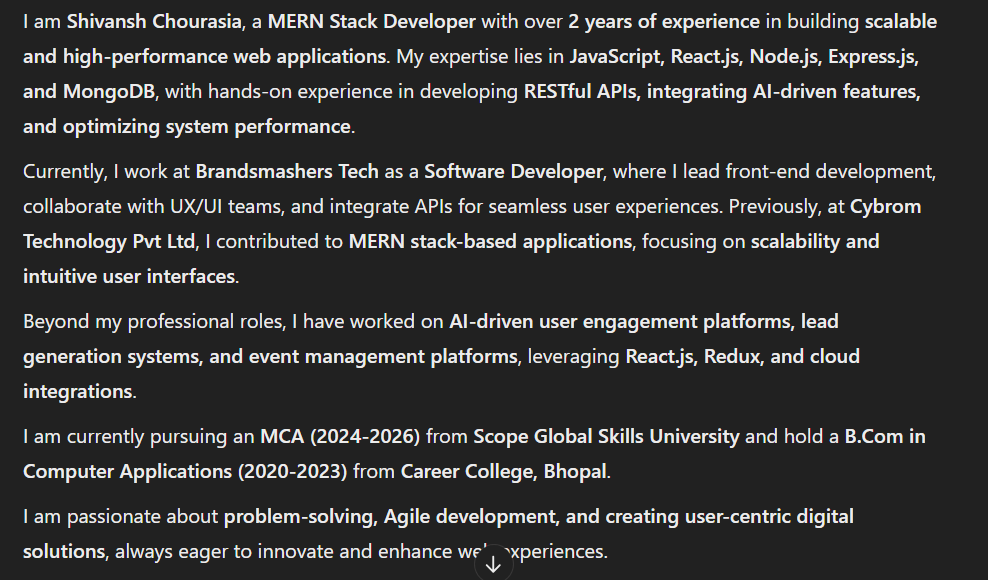 I am Shivansh Chourasia, a MERN Stack Developer with over 2 years of experience in building scalable
and high-performance web applications. My expertise lies in JavaScript, React.js, Node.js, Express.js,
and MongoDB, with hands-on experience in developing RESTful APIs, integrating AI-driven features,
and optimizing system performance.
Currently, I work at Brandsmashers Tech as a Software Developer, where I lead front-end development,
collaborate with UX/UI teams, and integrate APIs for seamless user experiences. Previously, at Cybrom
Technology Pvt Ltd, I contributed to MERN stack-based applications, focusing on scalability and
intuitive user interfaces.
Beyond my professional roles, I have worked on AI-driven user engagement platforms, lead
generation systems, and event management platforms, leveraging React.js, Redux, and cloud
integrations.
I am currently pursuing an MCA (2024-2026) from Scope Global Skills University and hold a B.Com in
Computer Applications (2020-2023) from Career College, Bhopal.
I am passionate about problem-solving, Agile development, and creating user-centric digital
solutions, always eager to innovate and enhance web experiences.